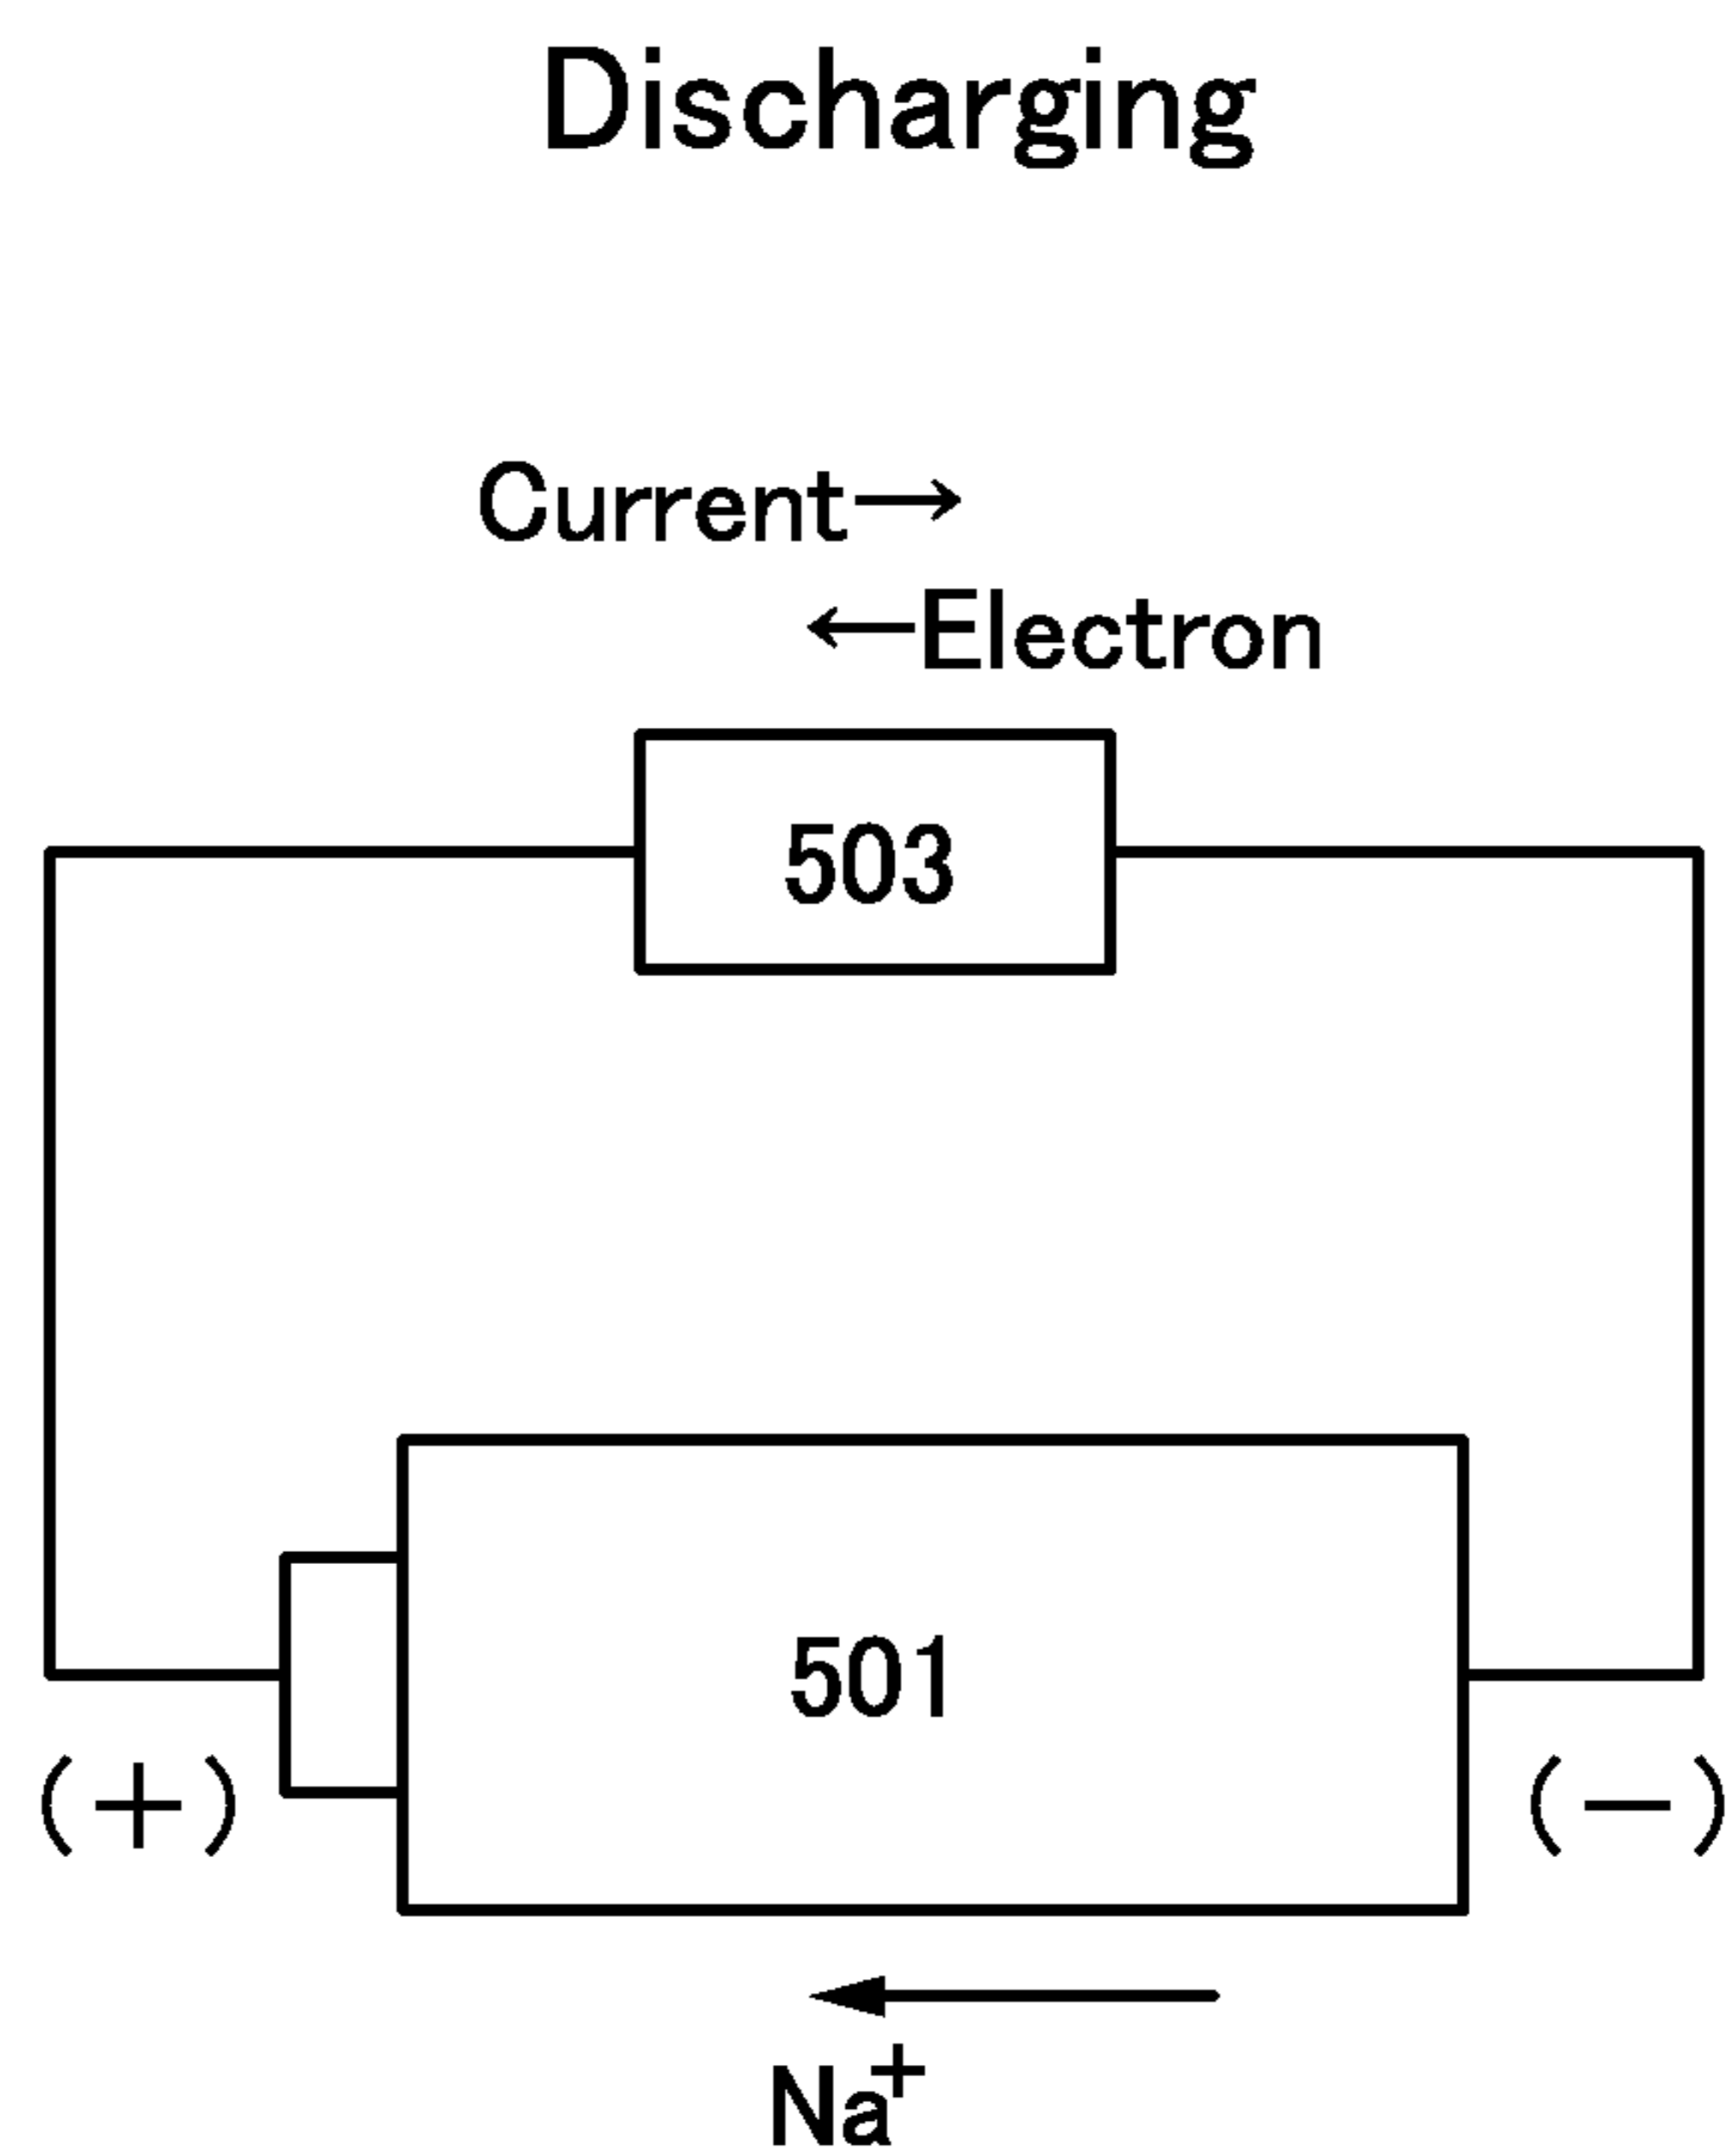 Discharging
Current→
←Electron
503
501
(+)
(−)
Na⁺